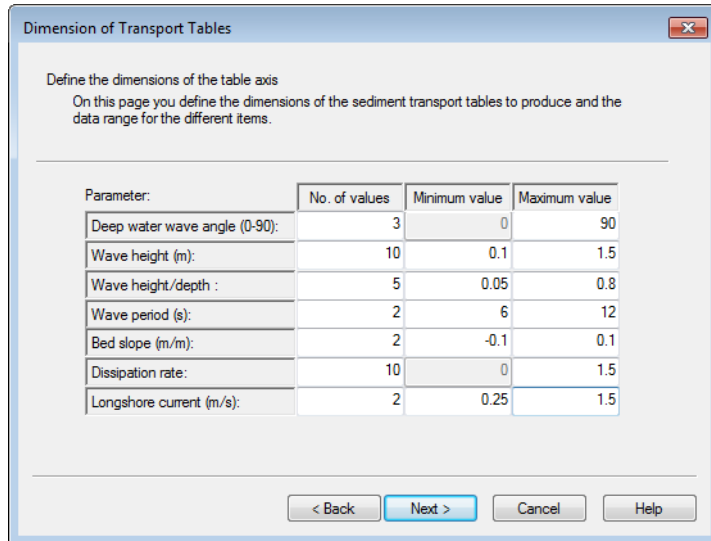 Dimension of Transport Tables
Define the dimensions of the table axis
On this page you define the dimensions of the sediment transport tables to produce and the
data range for the different items.
Parameter: No. of values Minimum value Maximum value
Deep water wave angle (0-90): 3 0 90
Wave height (m): 10 0.1 1.5
Wave height/depth : 5 0.05 0.8
Wave period (s): 2 6 12
Bed slope (m/m): 2 -0.1 0.1
Dissipation rate: 10 0 1.5
Longshore current (m/s): 2 0.25 1.5
< Back Next > Cancel Help